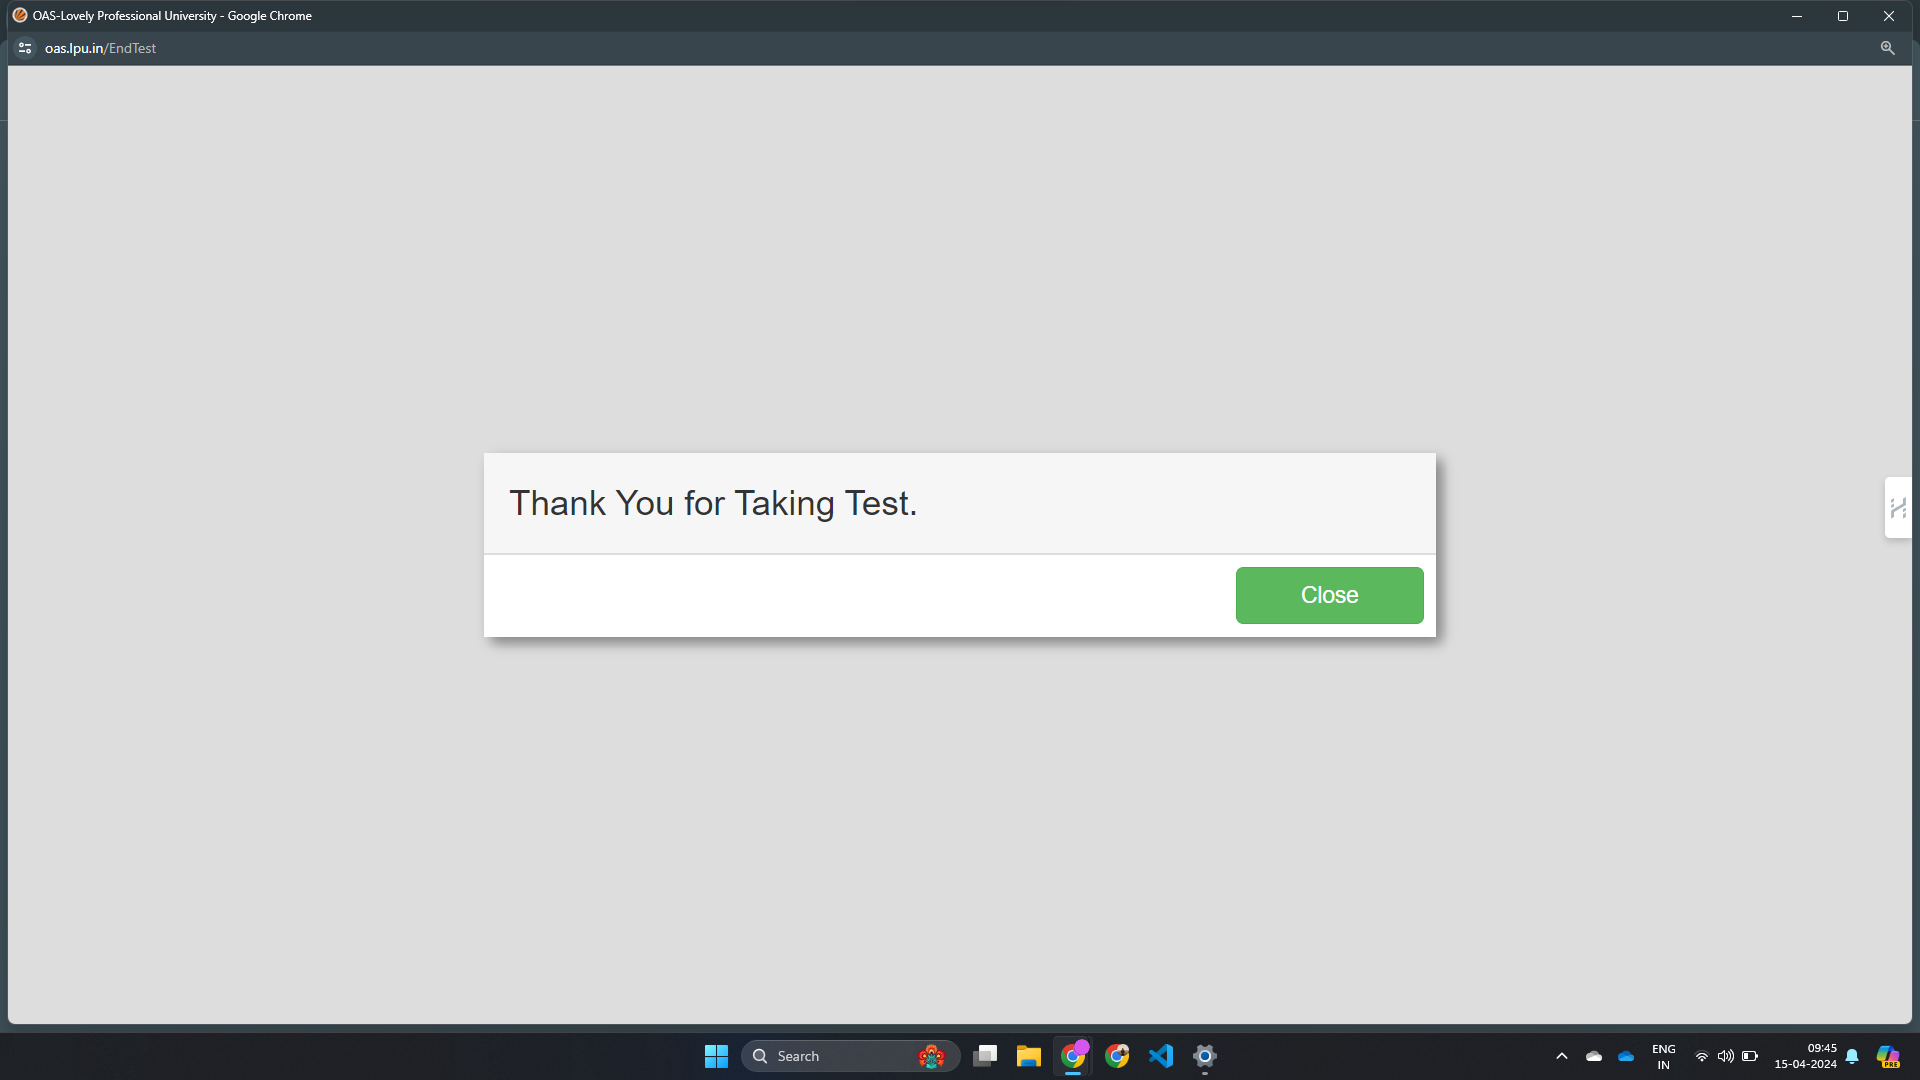 OAS-Lovely Professional University - Google Chrome
oas.lpu.in/EndTest
Thank You for Taking Test.
Close
Search
ENG
IN
09:45
15-04-2024
PRE